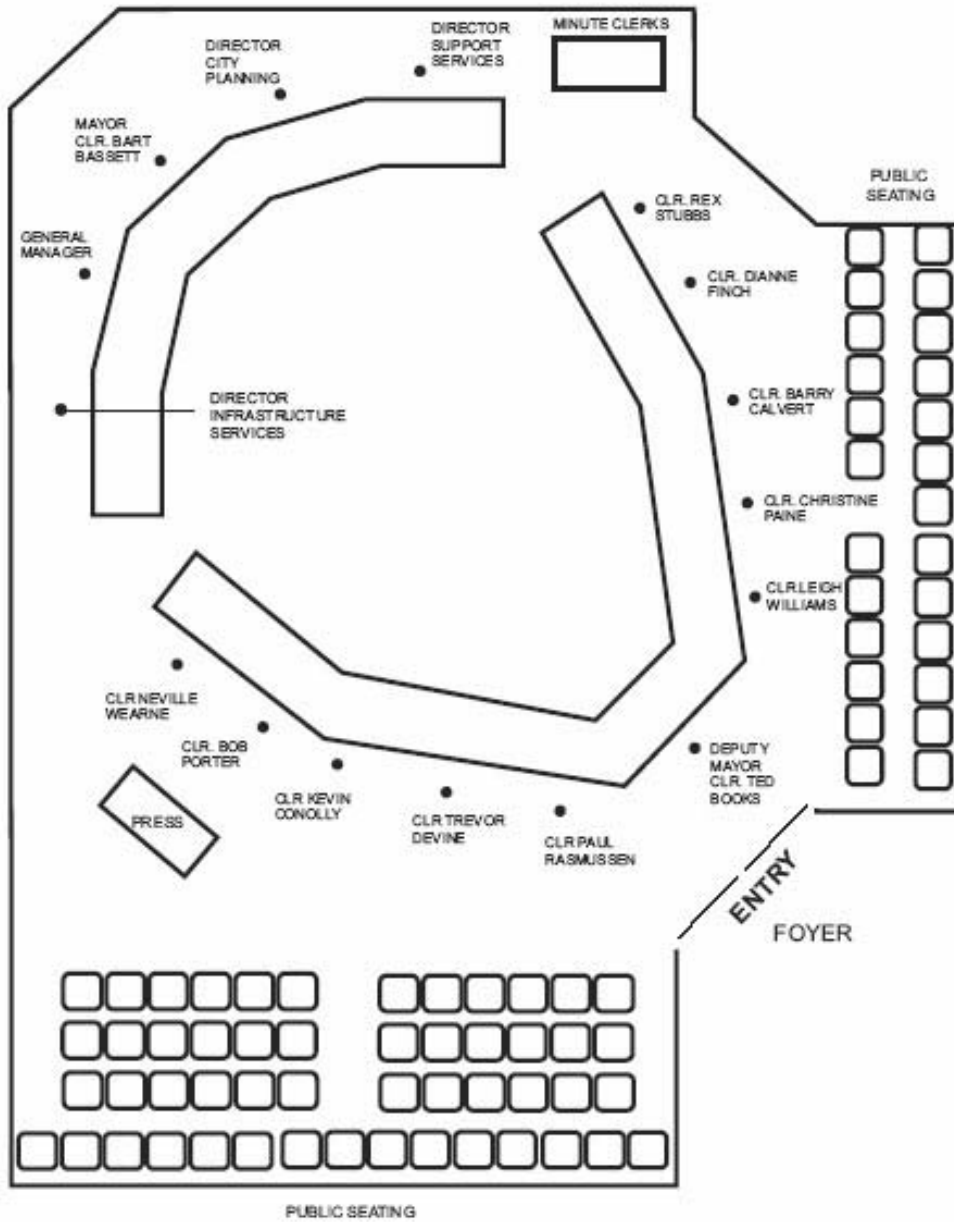 MINUTE CLERKS
DIRECTOR
SUPPORT
SERVICES
DIRECTOR
CITY
PLANNING
MAYOR
CLR. BART
BASSETT
GENERAL
MANAGER
DIRECTOR
INFRASTRUCTURE
SERVICES
PUBLIC
SEATING
CLR. REX
STUBBS
CLR. DIANNE
FINCH
CLR. BARRY
CALVERT
CLR. CHRISTINE
PAINE
CLR.LEIGH
WILLIAMS
DEPUTY
MAYOR
CLR. TED
BOOKS
CLR NEVILLE
WEARNE
CLR. BOB
PORTER
CLR KEVIN
CONOLLY
CLR TREVOR
DEVINE
CLR PAUL
RASMUSSEN
PRESS
ENTRY
FOYER
PUBLIC SEATING